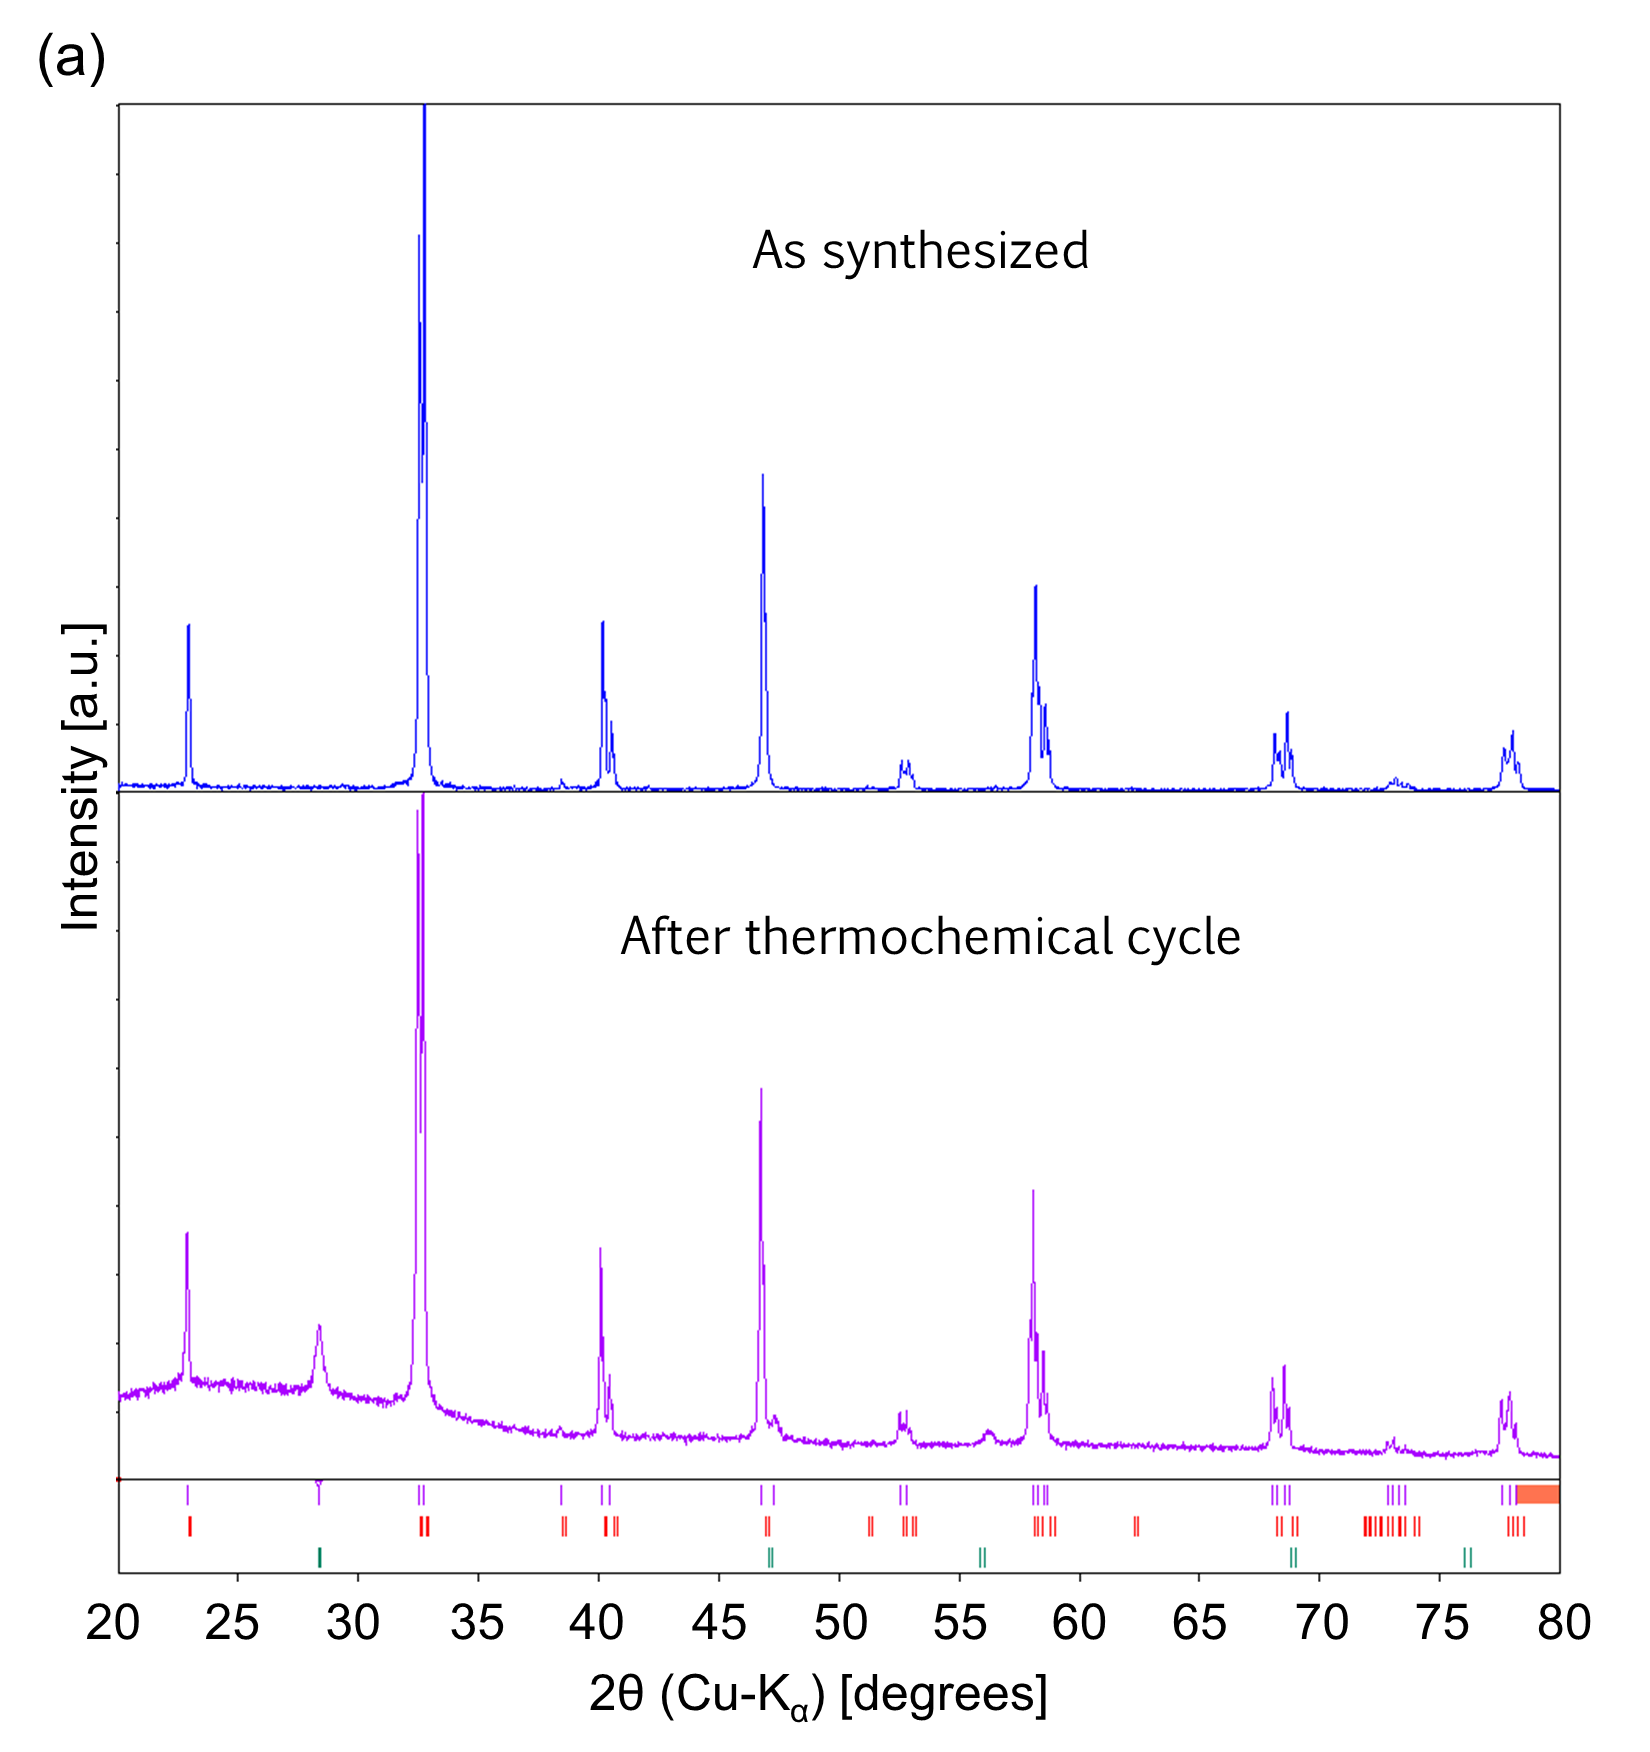 (a)
As synthesized
After thermochemical cycle
Intensity [a.u.]
20 25 30 35 40 45 50 55 60 65 70 75 80
2θ (Cu-Kα) [degrees]